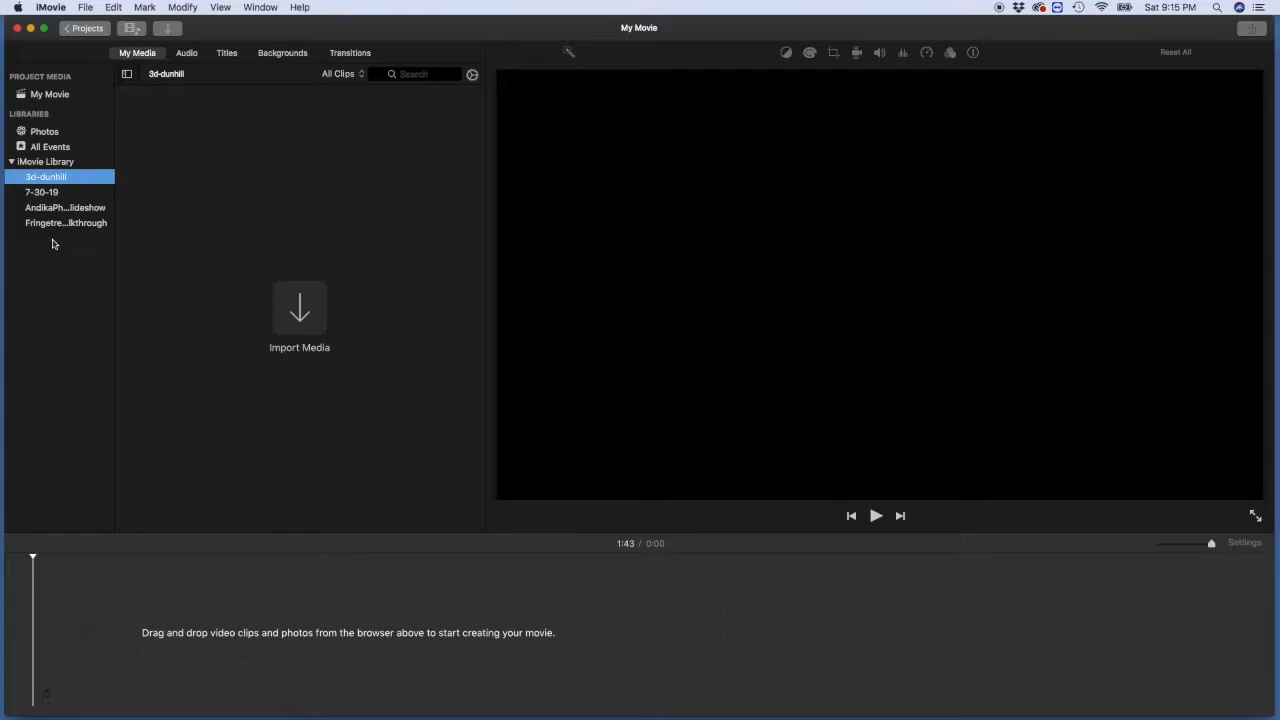 iMovie File Edit Mark Modify View Window Help Sat 9:15 PM
Projects My Movie
My Media Audio Titles Backgrounds Transitions Reset All
PROJECT MEDIA 3d-dunhill All Clips Search
My Movie
LIBRARIES
Photos
All Events
iMovie Library
3d-dunhill
7-30-19
AndikaPh...lideshow
Fringetre...lkthrough
Import Media
1:43 / 0:00 Settings
Drag and drop video clips and photos from the browser above to start creating your movie.